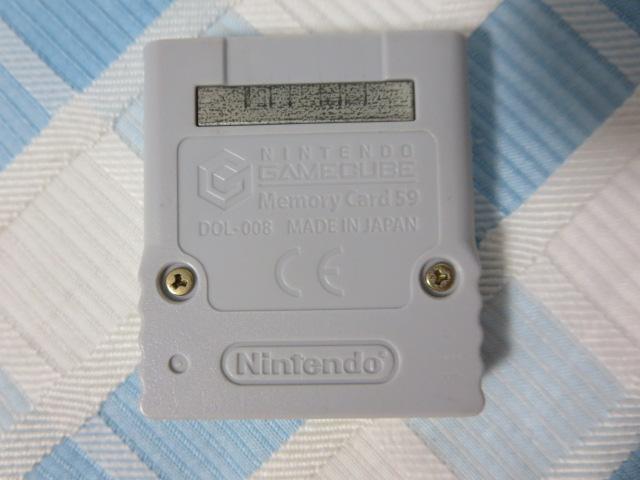 NINTENDO
GAMECUBE
Memory Card 59
DOL-008 MADE IN JAPAN
CE
Nintendo®